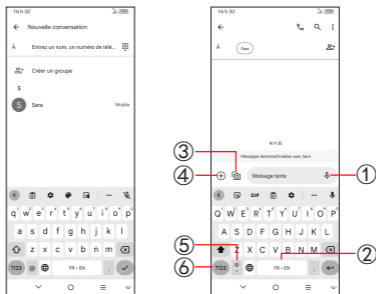 16 h 32
Nouvelle conversation
À Entrez un nom, un numéro de télé...
Créer un groupe
S
S Sara Mobile
q w e r t y u i o p
a s d f g h j k l
z x c v b n m
?123 @ FR • EN .
16 h 32
À Sara
16 h 32
Messages texte/multimédias avec Sara
③
④ Message texte ①
GIF
Q W E R T Y U I O P
A S D F G H J K L
⑤ Z X C V B N M ②
⑥ ?123 @ FR • EN .